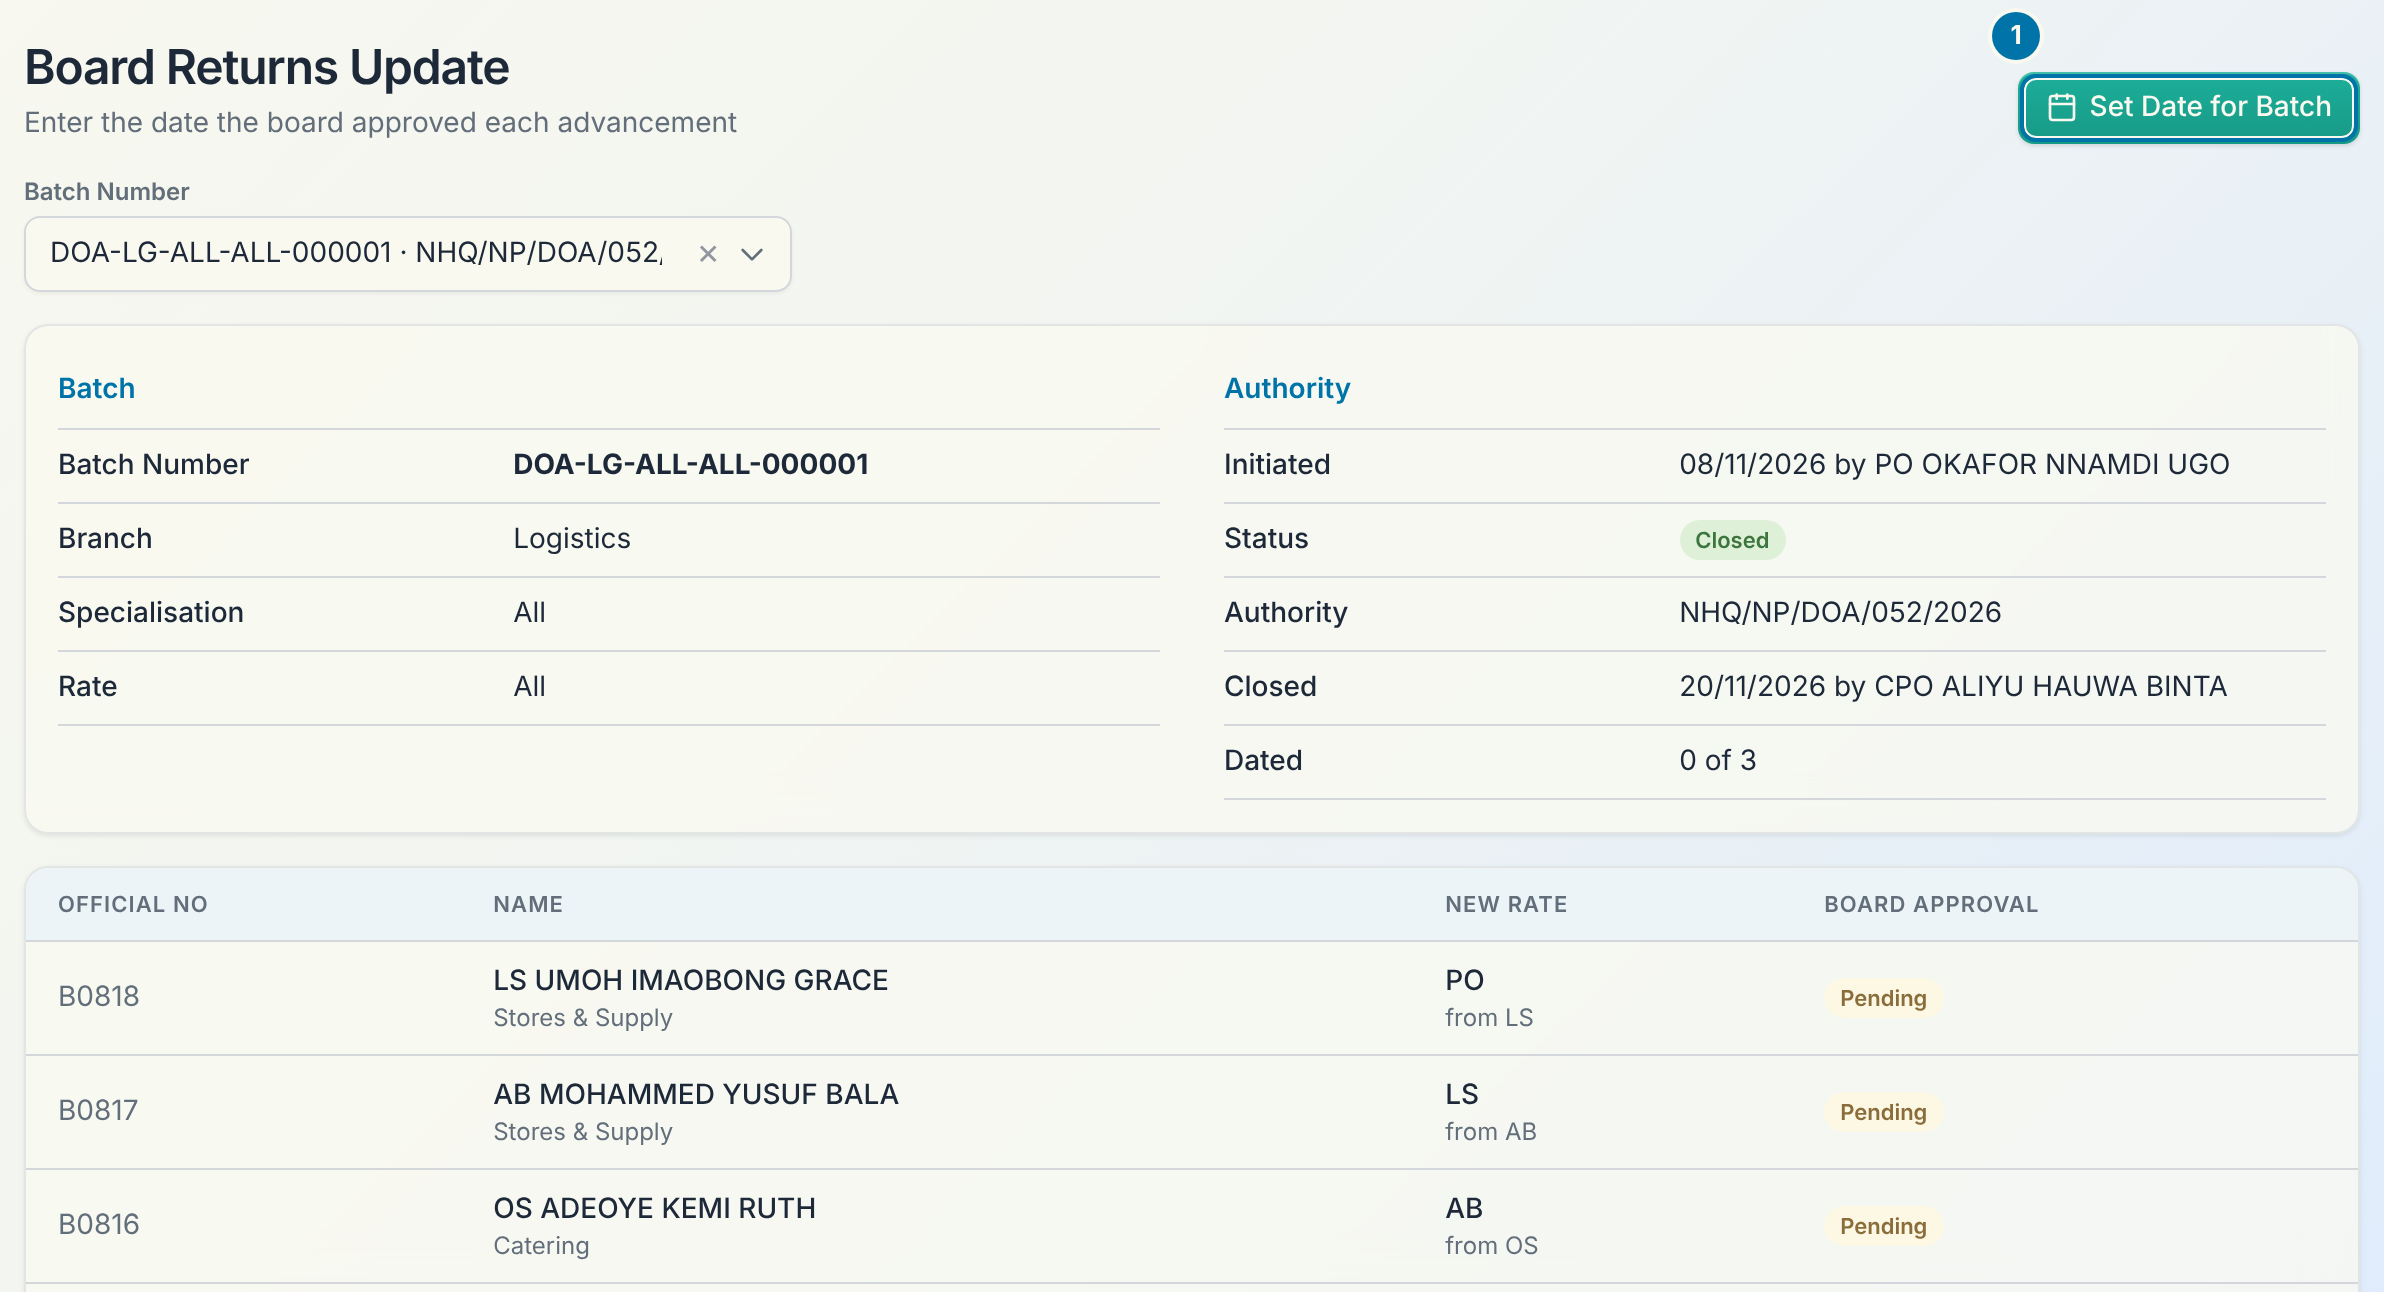 1
Board Returns Update
Set Date for Batch
Enter the date the board approved each advancement
Batch Number
DOA-LG-ALL-ALL-000001 · NHQ/NP/DOA/052,
Batch
Batch Number DOA-LG-ALL-ALL-000001
Branch Logistics
Specialisation All
Rate All
Authority
Initiated 08/11/2026 by PO OKAFOR NNAMDI UGO
Status Closed
Authority NHQ/NP/DOA/052/2026
Closed 20/11/2026 by CPO ALIYU HAUWA BINTA
Dated 0 of 3
OFFICIAL NO NAME NEW RATE BOARD APPROVAL
B0818 LS UMOH IMAOBONG GRACE PO Pending
Stores & Supply from LS
B0817 AB MOHAMMED YUSUF BALA LS Pending
Stores & Supply from AB
B0816 OS ADEOYE KEMI RUTH AB Pending
Catering from OS